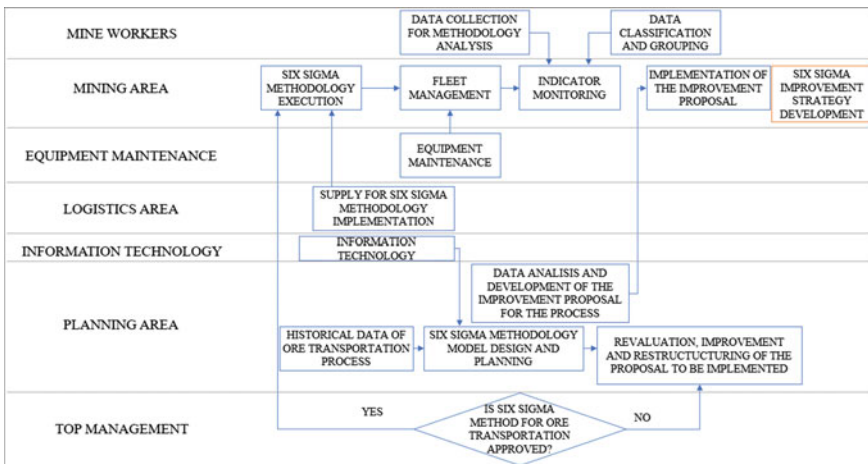 MINE WORKERS
DATA COLLECTION
FOR METHODOLOGY
ANALYSIS
DATA
CLASSIFICATION
AND GROUPING
MINING AREA
SIX SIGMA
METHODOLOGY
EXECUTION
FLEET
MANAGEMENT
INDICATOR
MONITORING
IMPLEMENTATION OF
THE IMPROVEMENT
PROPOSAL
SIX SIGMA
IMPROVEMENT
STRATEGY
DEVELOPMENT
EQUIPMENT MAINTENANCE
EQUIPMENT
MAINTENANCE
LOGISTICS AREA
SUPPLY FOR SIX SIGMA
METHODOLOGY
IMPLEMENTATION
INFORMATION TECHNOLOGY
INFORMATION
TECHNOLOGY
PLANNING AREA
DATA ANALISIS AND
DEVELOPMENT OF THE
IMPROVEMENT PROPOSAL
FOR THE PROCESS
HISTORICAL DATA OF
ORE TRANSPORTATION
PROCESS
SIX SIGMA METHODOLOGY
MODEL DESIGN AND
PLANNING
REVALUATION, IMPROVEMENT
AND RESTRUCTUCTURING OF THE
PROPOSAL TO BE IMPLEMENTED
TOP MANAGEMENT
YES
IS SIX SIGMA
METHOD FOR ORE
TRANSPORTATION
APPROVED?
NO